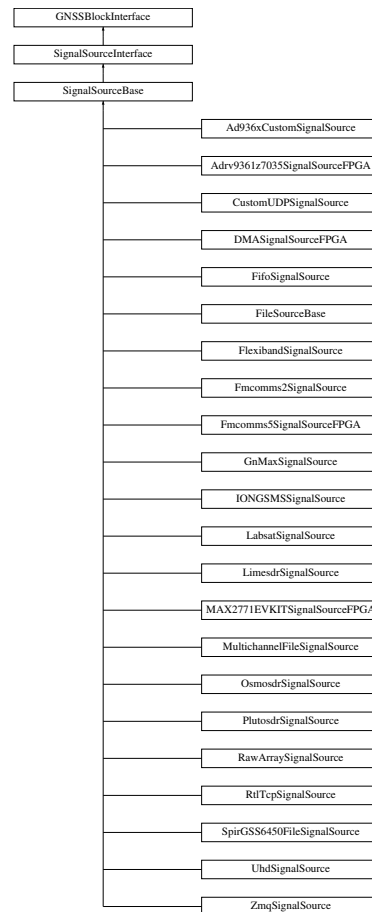 GNSSBlockInterface
SignalSourceInterface
SignalSourceBase
Ad936xCustomSignalSource
Adrv9361z7035SignalSourceFPGA
CustomUDPSignalSource
DMASignalSourceFPGA
FifoSignalSource
FileSourceBase
FlexibandSignalSource
Fmcomms2SignalSource
Fmcomms5SignalSourceFPGA
GnMaxSignalSource
IONGSMSSignalSource
LabsatSignalSource
LimesdrSignalSource
MAX2771EVKITSignalSourceFPGA
MultichannelFileSignalSource
OsmosdrSignalSource
PlutosdrSignalSource
RawArraySignalSource
RtlTcpSignalSource
SpirGSS6450FileSignalSource
UhdSignalSource
ZmqSignalSource